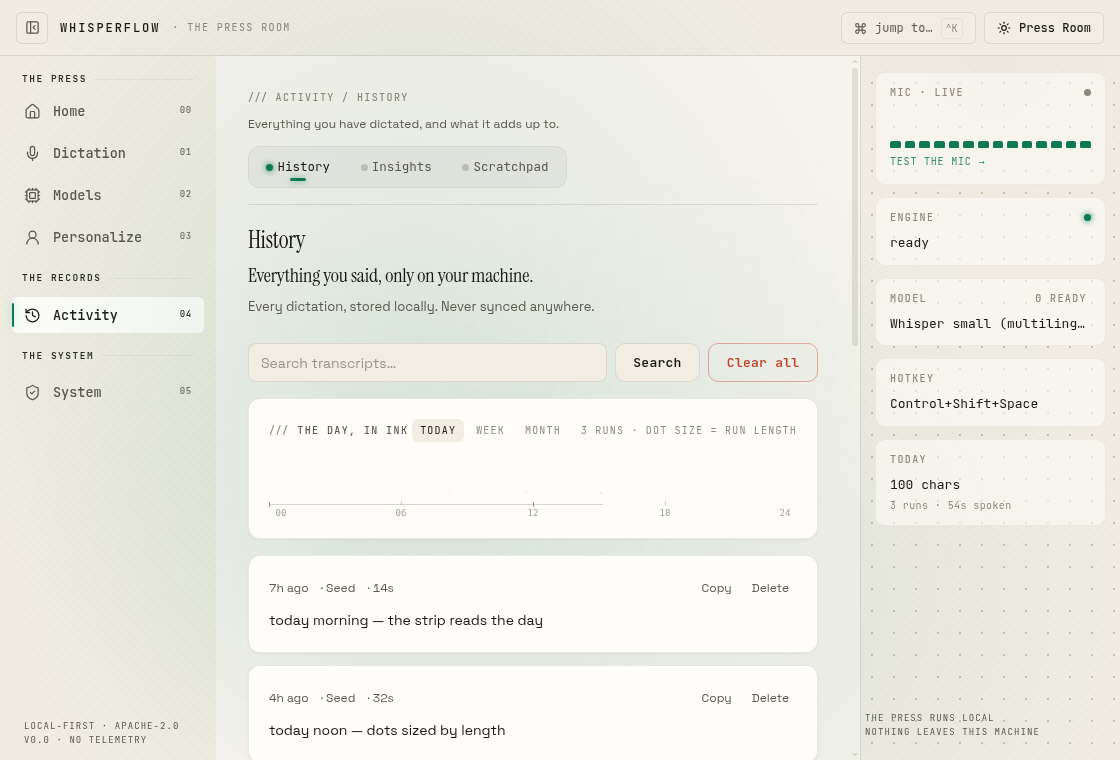 WHISPERFLOW · THE PRESS ROOM
⌘ jump to… ^K
Press Room
THE PRESS
Home 00
Dictation 01
Models 02
Personalize 03
THE RECORDS
Activity 04
THE SYSTEM
System 05
LOCAL-FIRST · APACHE-2.0
V0.0 · NO TELEMETRY
/// ACTIVITY / HISTORY
Everything you have dictated, and what it adds up to.
History Insights Scratchpad
History
Everything you said, only on your machine.
Every dictation, stored locally. Never synced anywhere.
Search transcripts… Search Clear all
/// THE DAY, IN INK TODAY WEEK MONTH 3 RUNS · DOT SIZE = RUN LENGTH
00 06 12 18 24
7h ago · Seed · 14s Copy Delete
today morning — the strip reads the day
4h ago · Seed · 32s Copy Delete
today noon — dots sized by length
MIC · LIVE
TEST THE MIC →
ENGINE
ready
MODEL 0 READY
Whisper small (multiling…
HOTKEY
Control+Shift+Space
TODAY
100 chars
3 runs · 54s spoken
THE PRESS RUNS LOCAL
NOTHING LEAVES THIS MACHINE